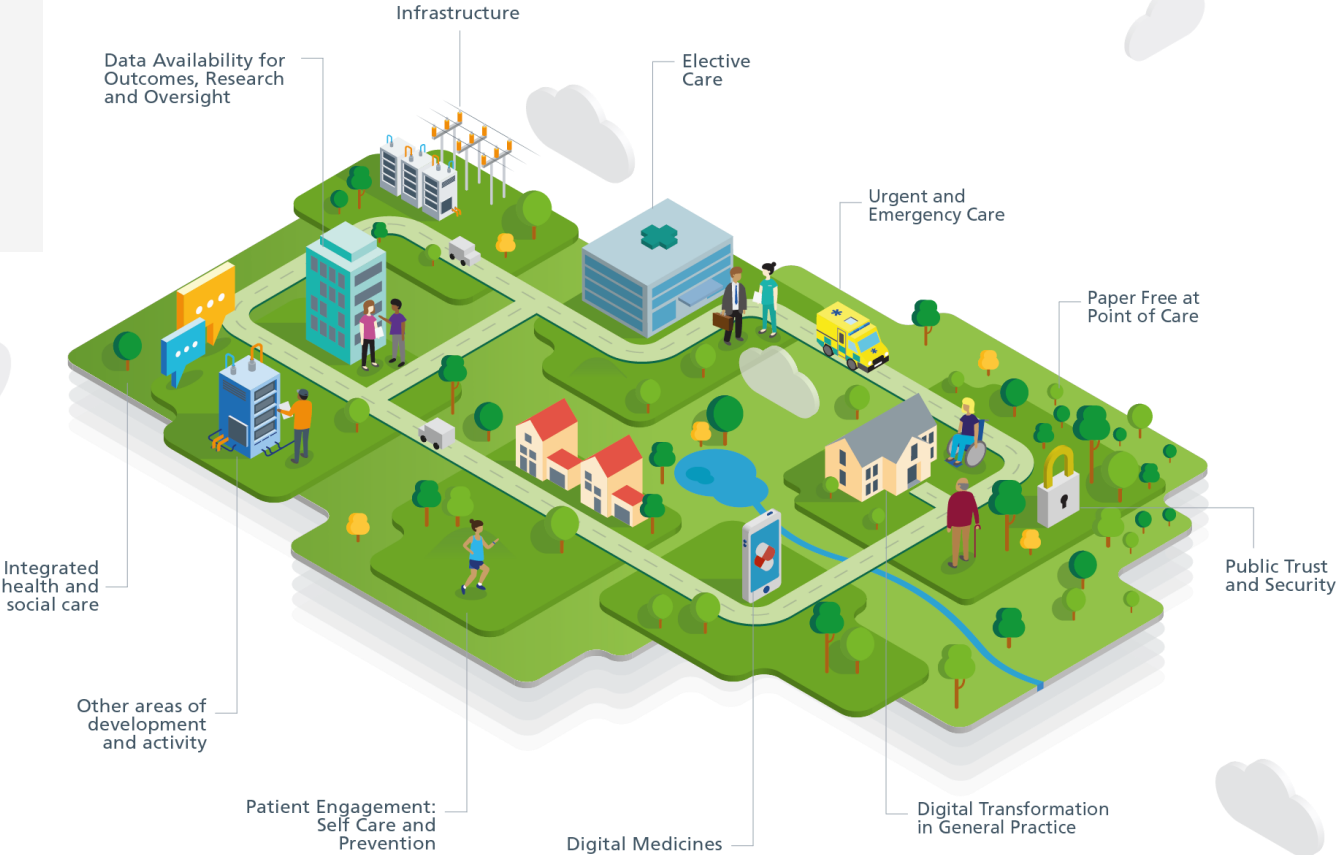 Infrastructure
Data Availability for
Outcomes, Research
and Oversight
Elective
Care
Urgent and
Emergency Care
Paper Free at
Point of Care
Integrated
health and
social care
Public Trust
and Security
Other areas of
development
and activity
Patient Engagement:
Self Care and
Prevention
Digital Medicines
Digital Transformation
in General Practice